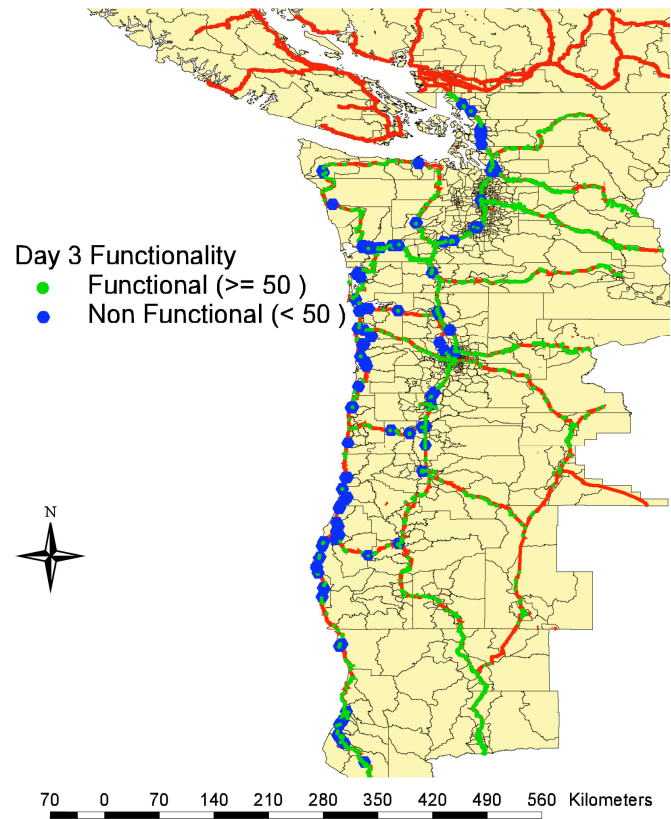 Day 3 Functionality
Functional (>= 50 )
Non Functional (< 50 )
N
70 0 70 140 210 280 350 420 490 560 Kilometers